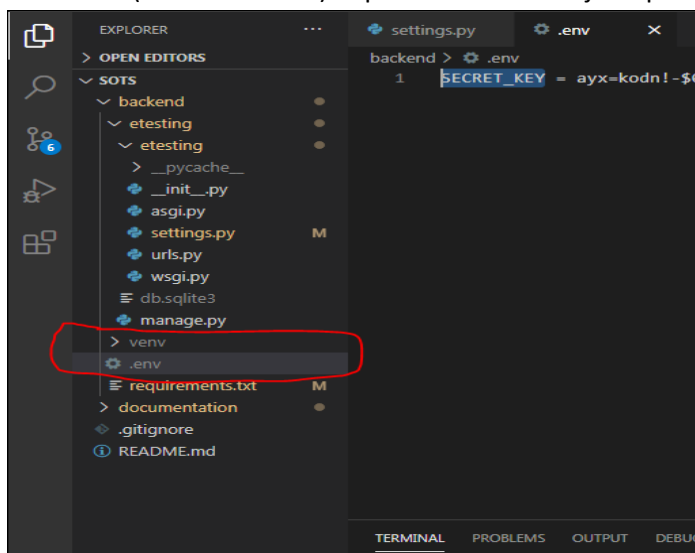 EXPLORER
OPEN EDITORS
SOTS
backend
etesting
etesting
__pycache__
__init__.py
asgi.py
settings.py M
urls.py
wsgi.py
db.sqlite3
manage.py
venv
.env
requirements.txt M
documentation
.gitignore
README.md
6
settings.py
.env
backend > .env
1 SECRET_KEY = ayx=kodn!-$
TERMINAL PROBLEMS OUTPUT